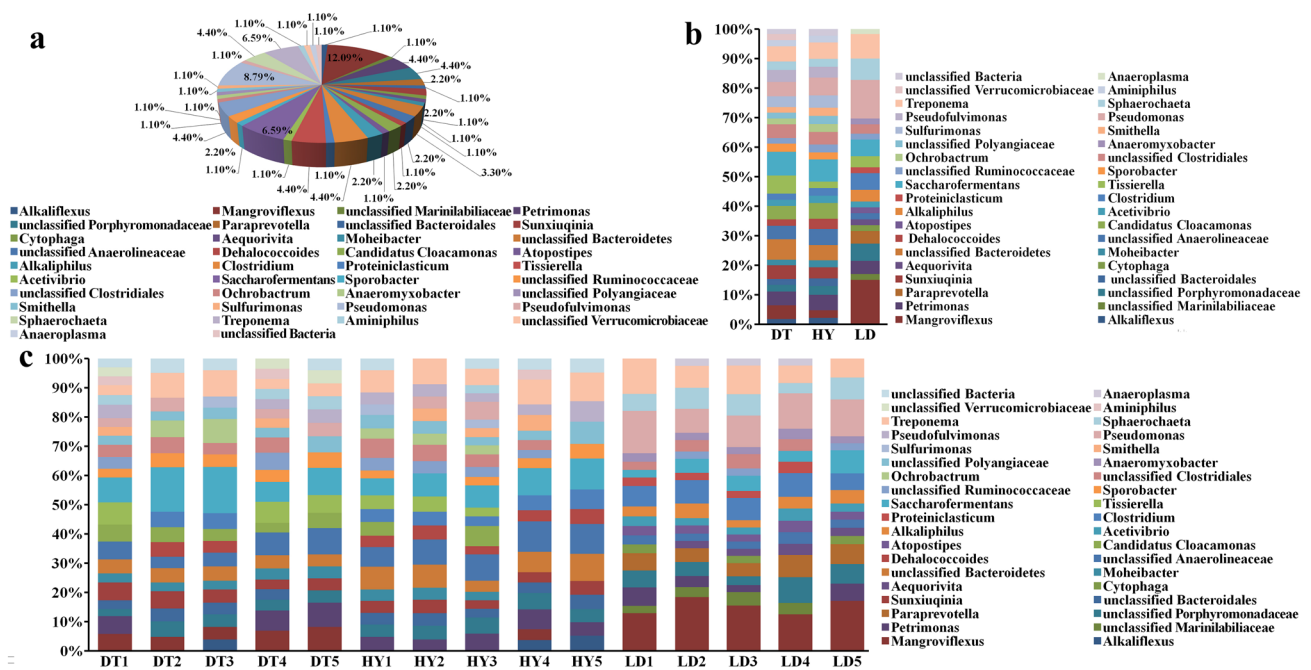 a
1.10%
1.10%
1.10%
1.10%
1.10%
6.59%
4.40%
1.10%
8.79%
1.10%
1.10%
1.10%
1.10%
4.40%
2.20%
1.10%
6.59%
1.10%
4.40%
1.10%
4.40%
2.20%
1.10%
2.20%
1.10%
2.20%
3.30%
1.10%
1.10%
1.10%
2.20%
1.10%
2.20%
4.40%
4.40%
1.10%
12.09%
Alkaliflexus Mangroviflexus unclassified Marinilabiliaceae Petrimonas
unclassified Porphyromonadaceae Paraprevotella unclassified Bacteroidales Sunxiuqinia
Cytophaga Aequorivita Moheibacter unclassified Bacteroidetes
unclassified Anaerolineaceae Dehalococcoides Candidatus Cloacamonas Atopostipes
Alkaliphilus Clostridium Proteiniclasticum Tissierella
Acetivibrio Saccharofermentans Sporobacter unclassified Ruminococcaceae
unclassified Clostridiales Ochrobactrum Anaeromyxobacter unclassified Polyangiaceae
Smithella Sulfurimonas Pseudomonas Pseudofulvimonas
Sphaerochaeta Treponema Aminiphilus unclassified Verrucomicrobiaceae
Anaeroplasma unclassified Bacteria
b
100%
90%
80%
70%
60%
50%
40%
30%
20%
10%
0%
DT HY LD
unclassified Bacteria Anaeroplasma
unclassified Verrucomicrobiaceae Aminiphilus
Treponema Sphaerochaeta
Pseudofulvimonas Pseudomonas
Sulfurimonas Smithella
unclassified Polyangiaceae Anaeromyxobacter
Ochrobactrum unclassified Clostridiales
unclassified Ruminococcaceae Sporobacter
Saccharofermentans Tissierella
Proteiniclasticum Clostridium
Alkaliphilus Acetivibrio
Atopostipes Candidatus Cloacamonas
Dehalococcoides unclassified Anaerolineaceae
unclassified Bacteroidetes Moheibacter
Aequorivita Cytophaga
Sunxiuqinia unclassified Bacteroidales
Paraprevotella unclassified Porphyromonadaceae
Petrimonas unclassified Marinilabiliaceae
Mangroviflexus Alkaliflexus
c
100%
90%
80%
70%
60%
50%
40%
30%
20%
10%
0%
DT1 DT2 DT3 DT4 DT5 HY1 HY2 HY3 HY4 HY5 LD1 LD2 LD3 LD4 LD5
unclassified Bacteria Anaeroplasma
unclassified Verrucomicrobiaceae Aminiphilus
Treponema Sphaerochaeta
Pseudofulvimonas Pseudomonas
Sulfurimonas Smithella
unclassified Polyangiaceae Anaeromyxobacter
Ochrobactrum unclassified Clostridiales
unclassified Ruminococcaceae Sporobacter
Saccharofermentans Tissierella
Proteiniclasticum Clostridium
Alkaliphilus Acetivibrio
Atopostipes Candidatus Cloacamonas
Dehalococcoides unclassified Anaerolineaceae
unclassified Bacteroidetes Moheibacter
Aequorivita Cytophaga
Sunxiuqinia unclassified Bacteroidales
Paraprevotella unclassified Porphyromonadaceae
Petrimonas unclassified Marinilabiliaceae
Mangroviflexus Alkaliflexus